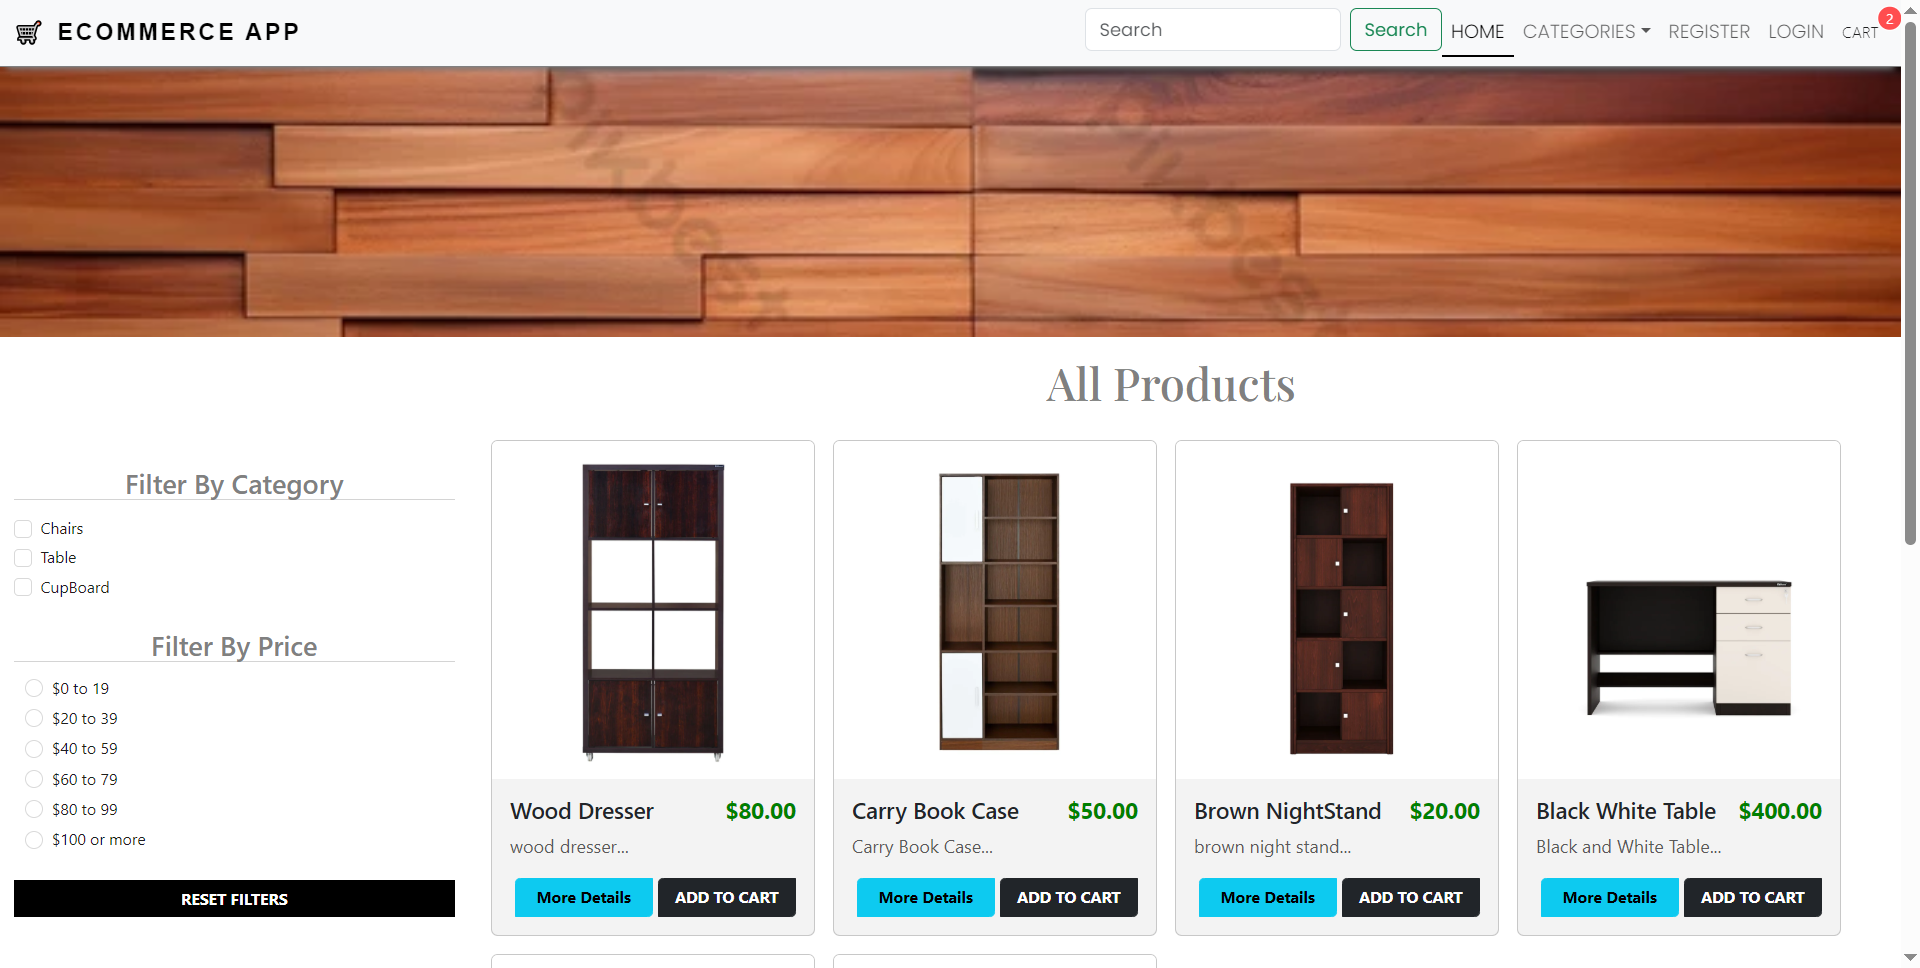 ECOMMERCE APP
Search
Search
HOME
CATEGORIES
REGISTER
LOGIN
CART
2
pikbest
pikbest
All Products
Filter By Category
Chairs
Table
CupBoard
Filter By Price
$0 to 19
$20 to 39
$40 to 59
$60 to 79
$80 to 99
$100 or more
RESET FILTERS
Wood Dresser $80.00
wood dresser...
More Details ADD TO CART
Carry Book Case $50.00
Carry Book Case...
More Details ADD TO CART
Brown NightStand $20.00
brown night stand...
More Details ADD TO CART
Black White Table $400.00
Black and White Table...
More Details ADD TO CART